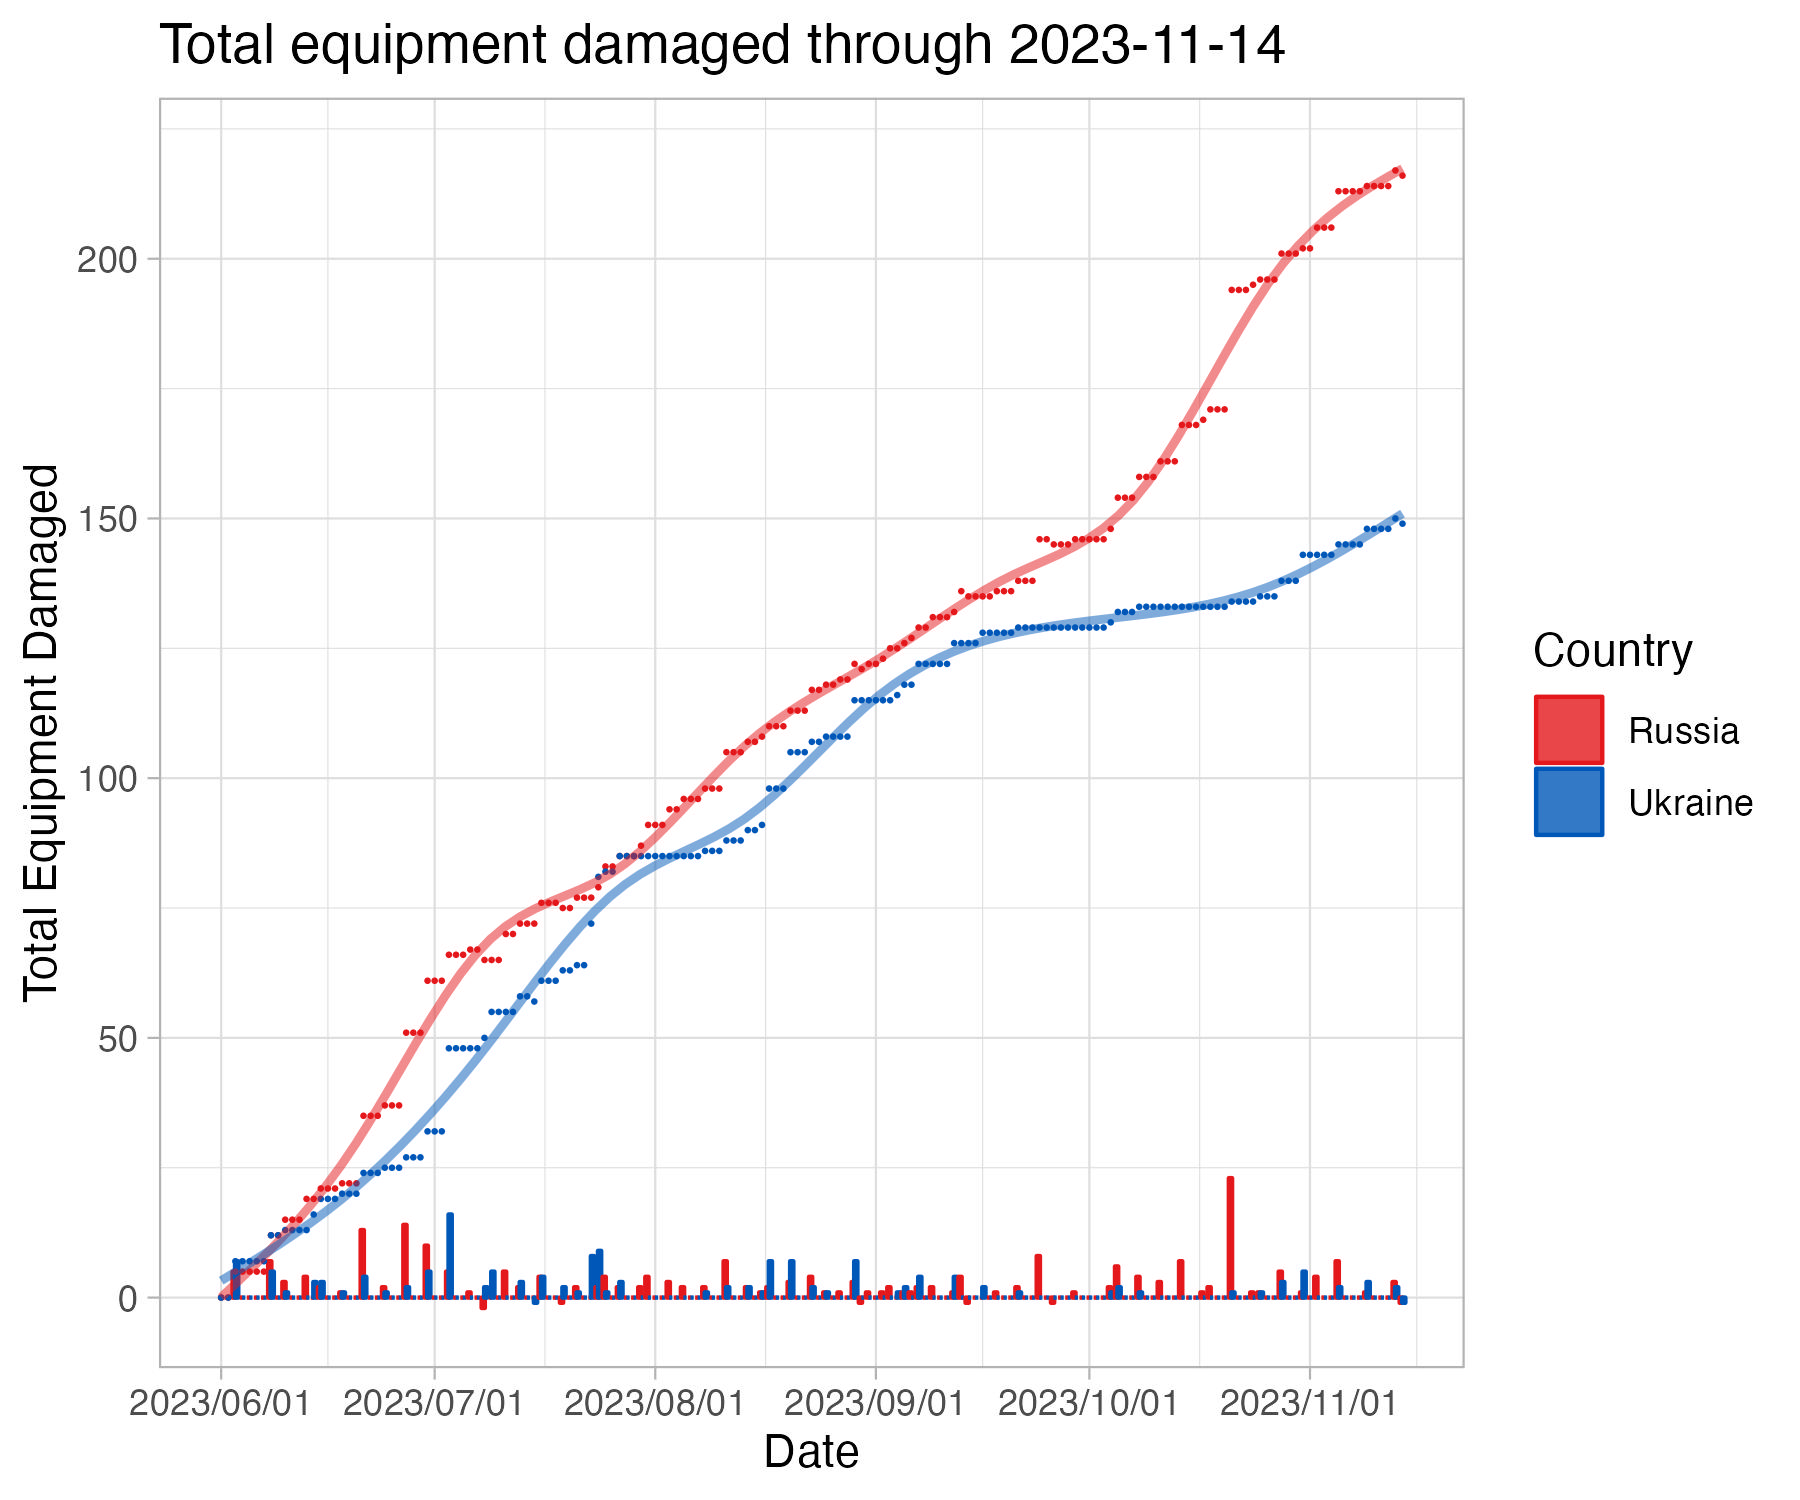 Total equipment damaged through 2023-11-14
Total Equipment Damaged
200
150
100
50
0
2023/06/01 2023/07/01 2023/08/01 2023/09/01 2023/10/01 2023/11/01
Date
Country
Russia
Ukraine